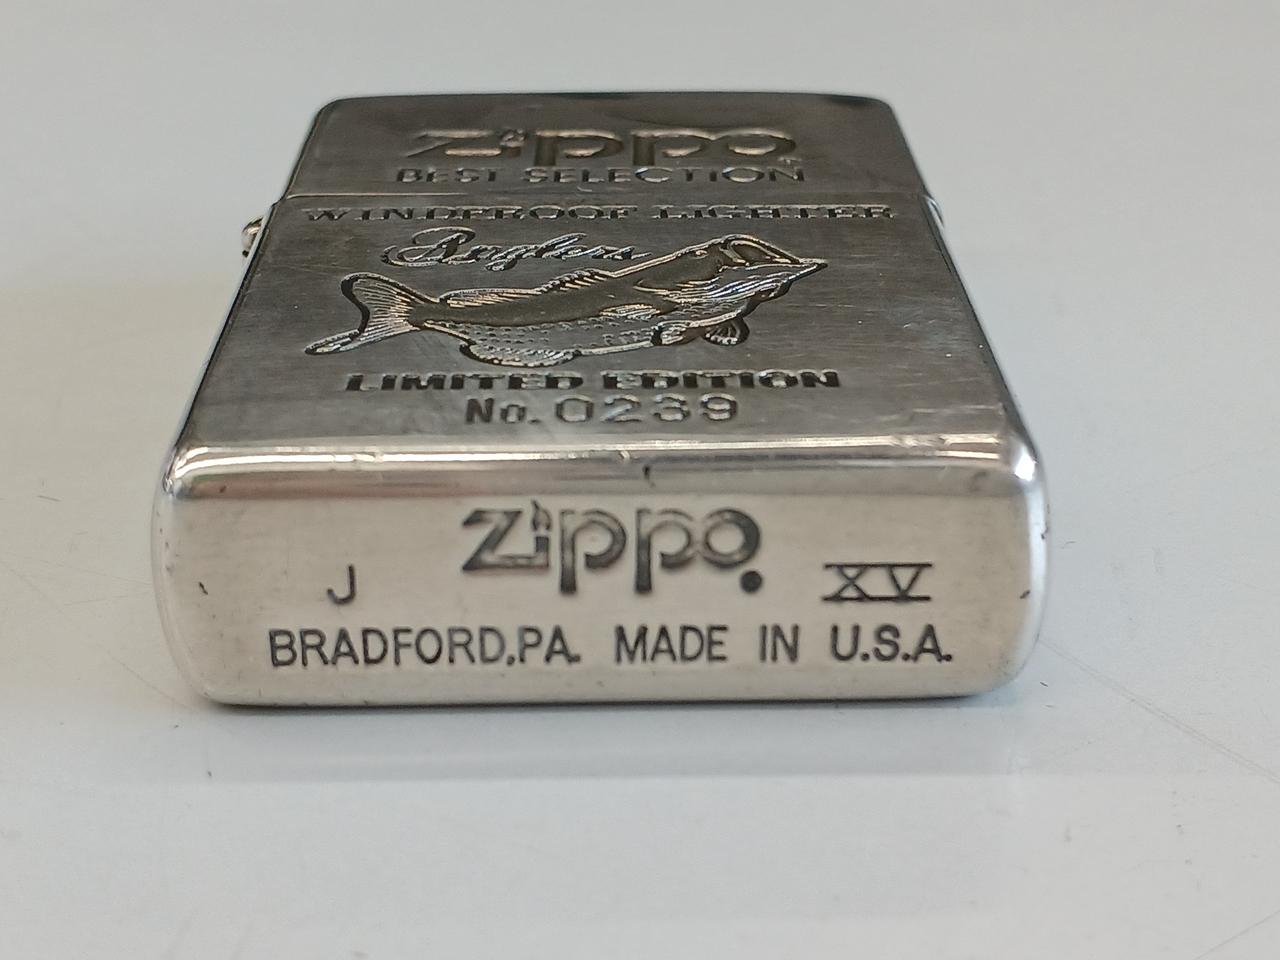 Zippo
BEST SELECTION
WINDPROOF LIGHTER
Anglers
LIMITED EDITION
No. 0239
Zippo
J XV
BRADFORD,PA. MADE IN U.S.A.